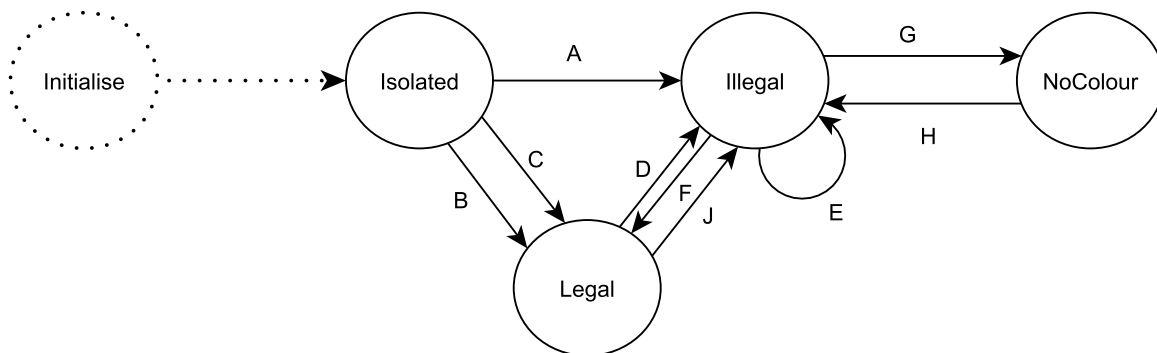 Initialise
Isolated
A
Illegal
G
NoColour
H
C
B
D
F
J
E
Legal